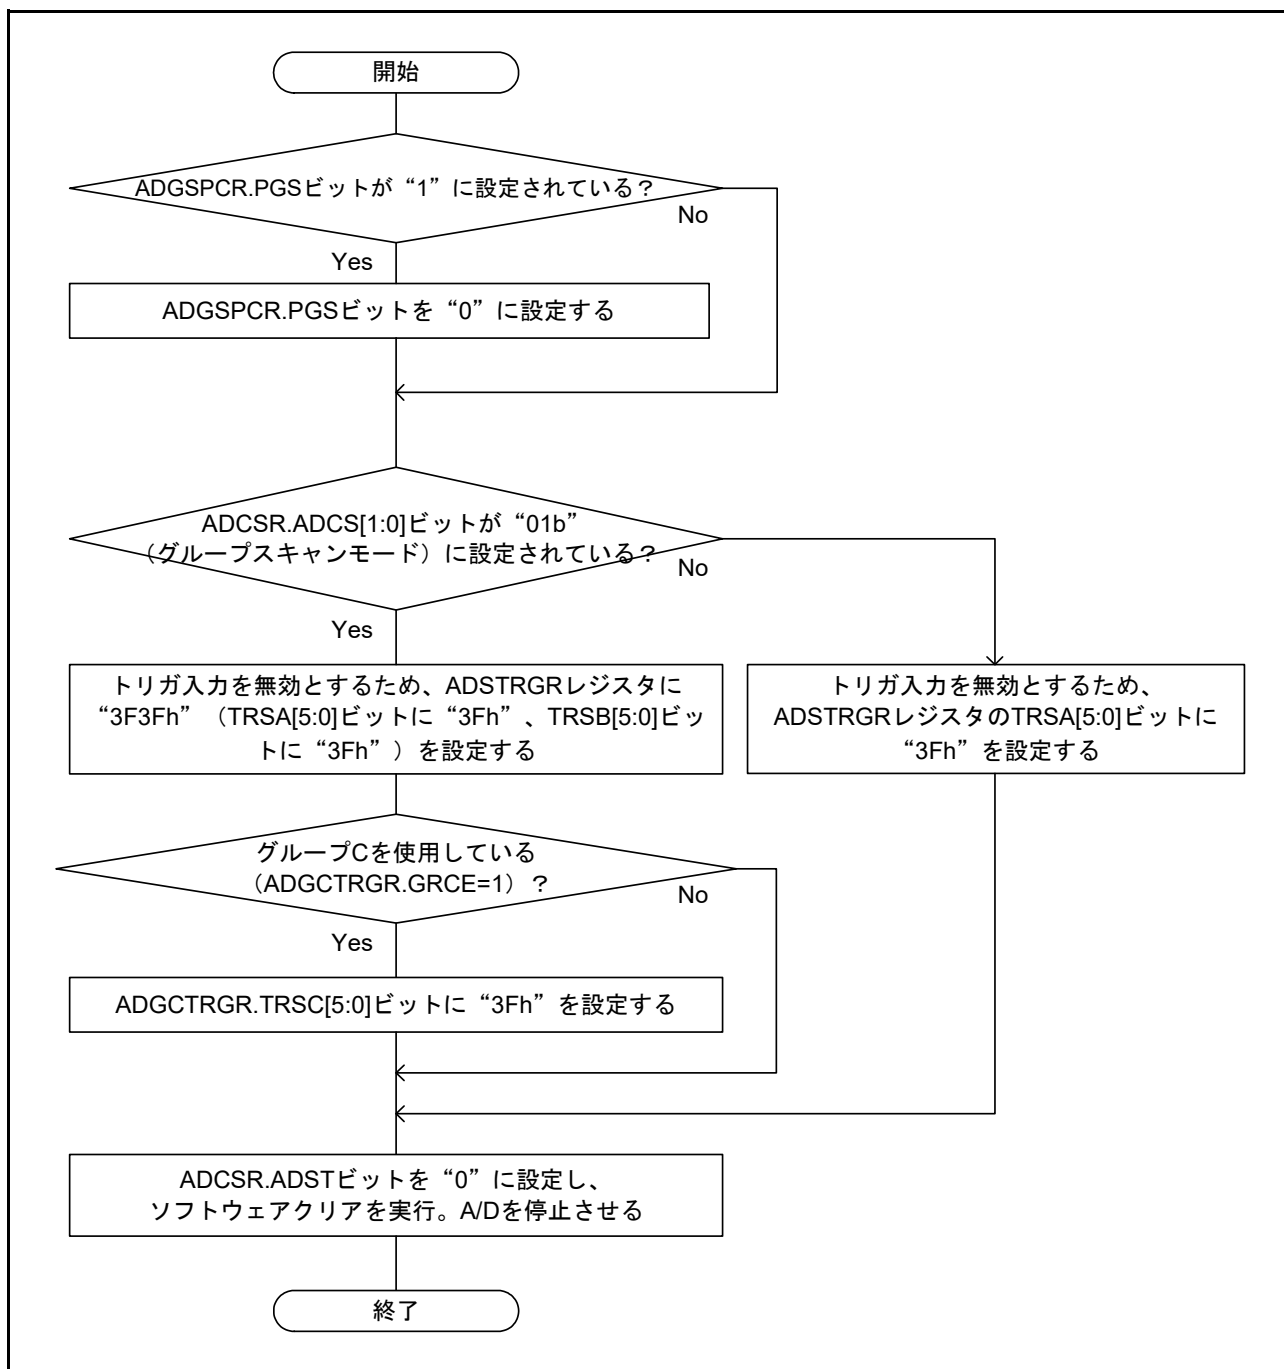 開始
ADGSPCR.PGSビットが“1”に設定されている？
No
Yes
ADGSPCR.PGSビットを“0”に設定する
ADCSR.ADCS[1:0]ビットが“01b”
（グループスキャンモード）に設定されている？
No
Yes
トリガ入力を無効とするため、ADSTRGRレジスタに
“3F3Fh”（TRSA[5:0]ビットに“3Fh”、TRSB[5:0]ビッ
トに“3Fh”）を設定する
トリガ入力を無効とするため、
ADSTRGRレジスタのTRSA[5:0]ビットに
“3Fh”を設定する
グループCを使用している
（ADGCTRGR.GRCE=1）？
No
Yes
ADGCTRGR.TRSC[5:0]ビットに“3Fh”を設定する
ADCSR.ADSTビットを“0”に設定し、
ソフトウェアクリアを実行。A/Dを停止させる
終了